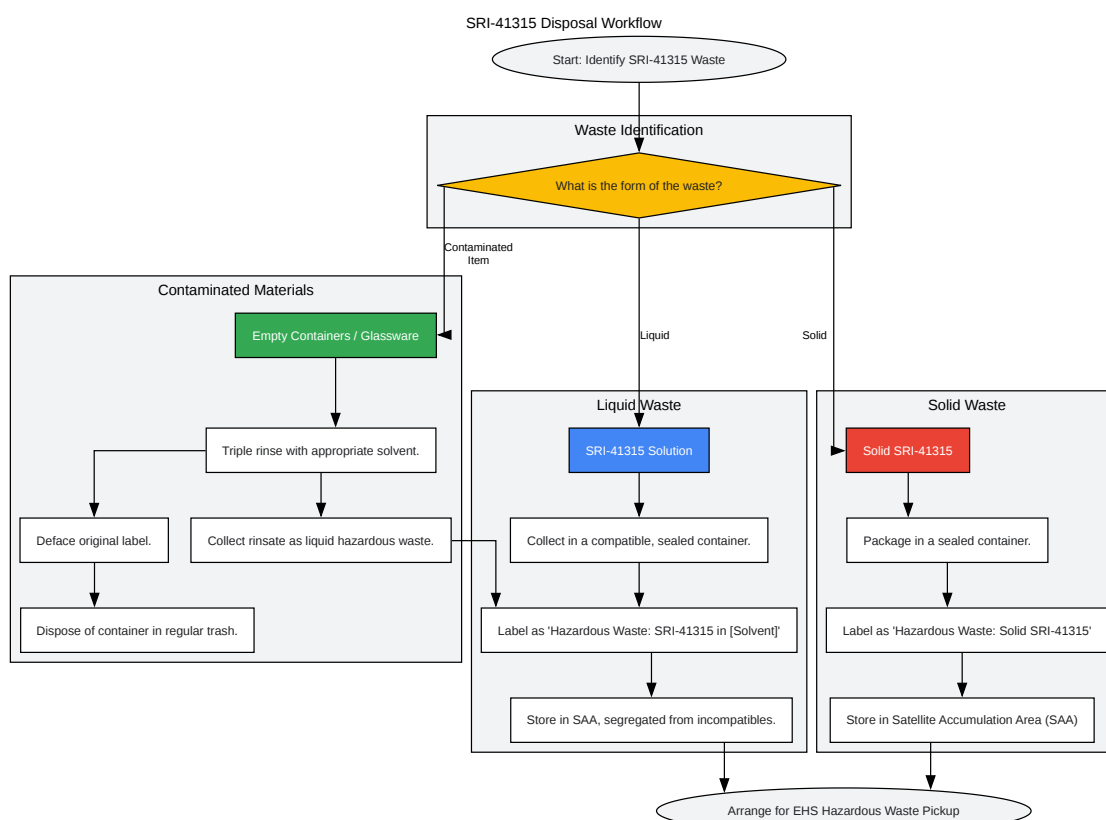 SRI-41315 Disposal Workflow
Start: Identify SRI-41315 Waste
Waste Identification
What is the form of the waste?
Contaminated
Item
Liquid
Solid
Contaminated Materials
Empty Containers / Glassware
Triple rinse with appropriate solvent.
Deface original label.
Collect rinsate as liquid hazardous waste.
Dispose of container in regular trash.
Liquid Waste
SRI-41315 Solution
Collect in a compatible, sealed container.
Label as 'Hazardous Waste: SRI-41315 in [Solvent]'
Store in SAA, segregated from incompatibles.
Solid Waste
Solid SRI-41315
Package in a sealed container.
Label as 'Hazardous Waste: Solid SRI-41315'
Store in Satellite Accumulation Area (SAA)
Arrange for EHS Hazardous Waste Pickup